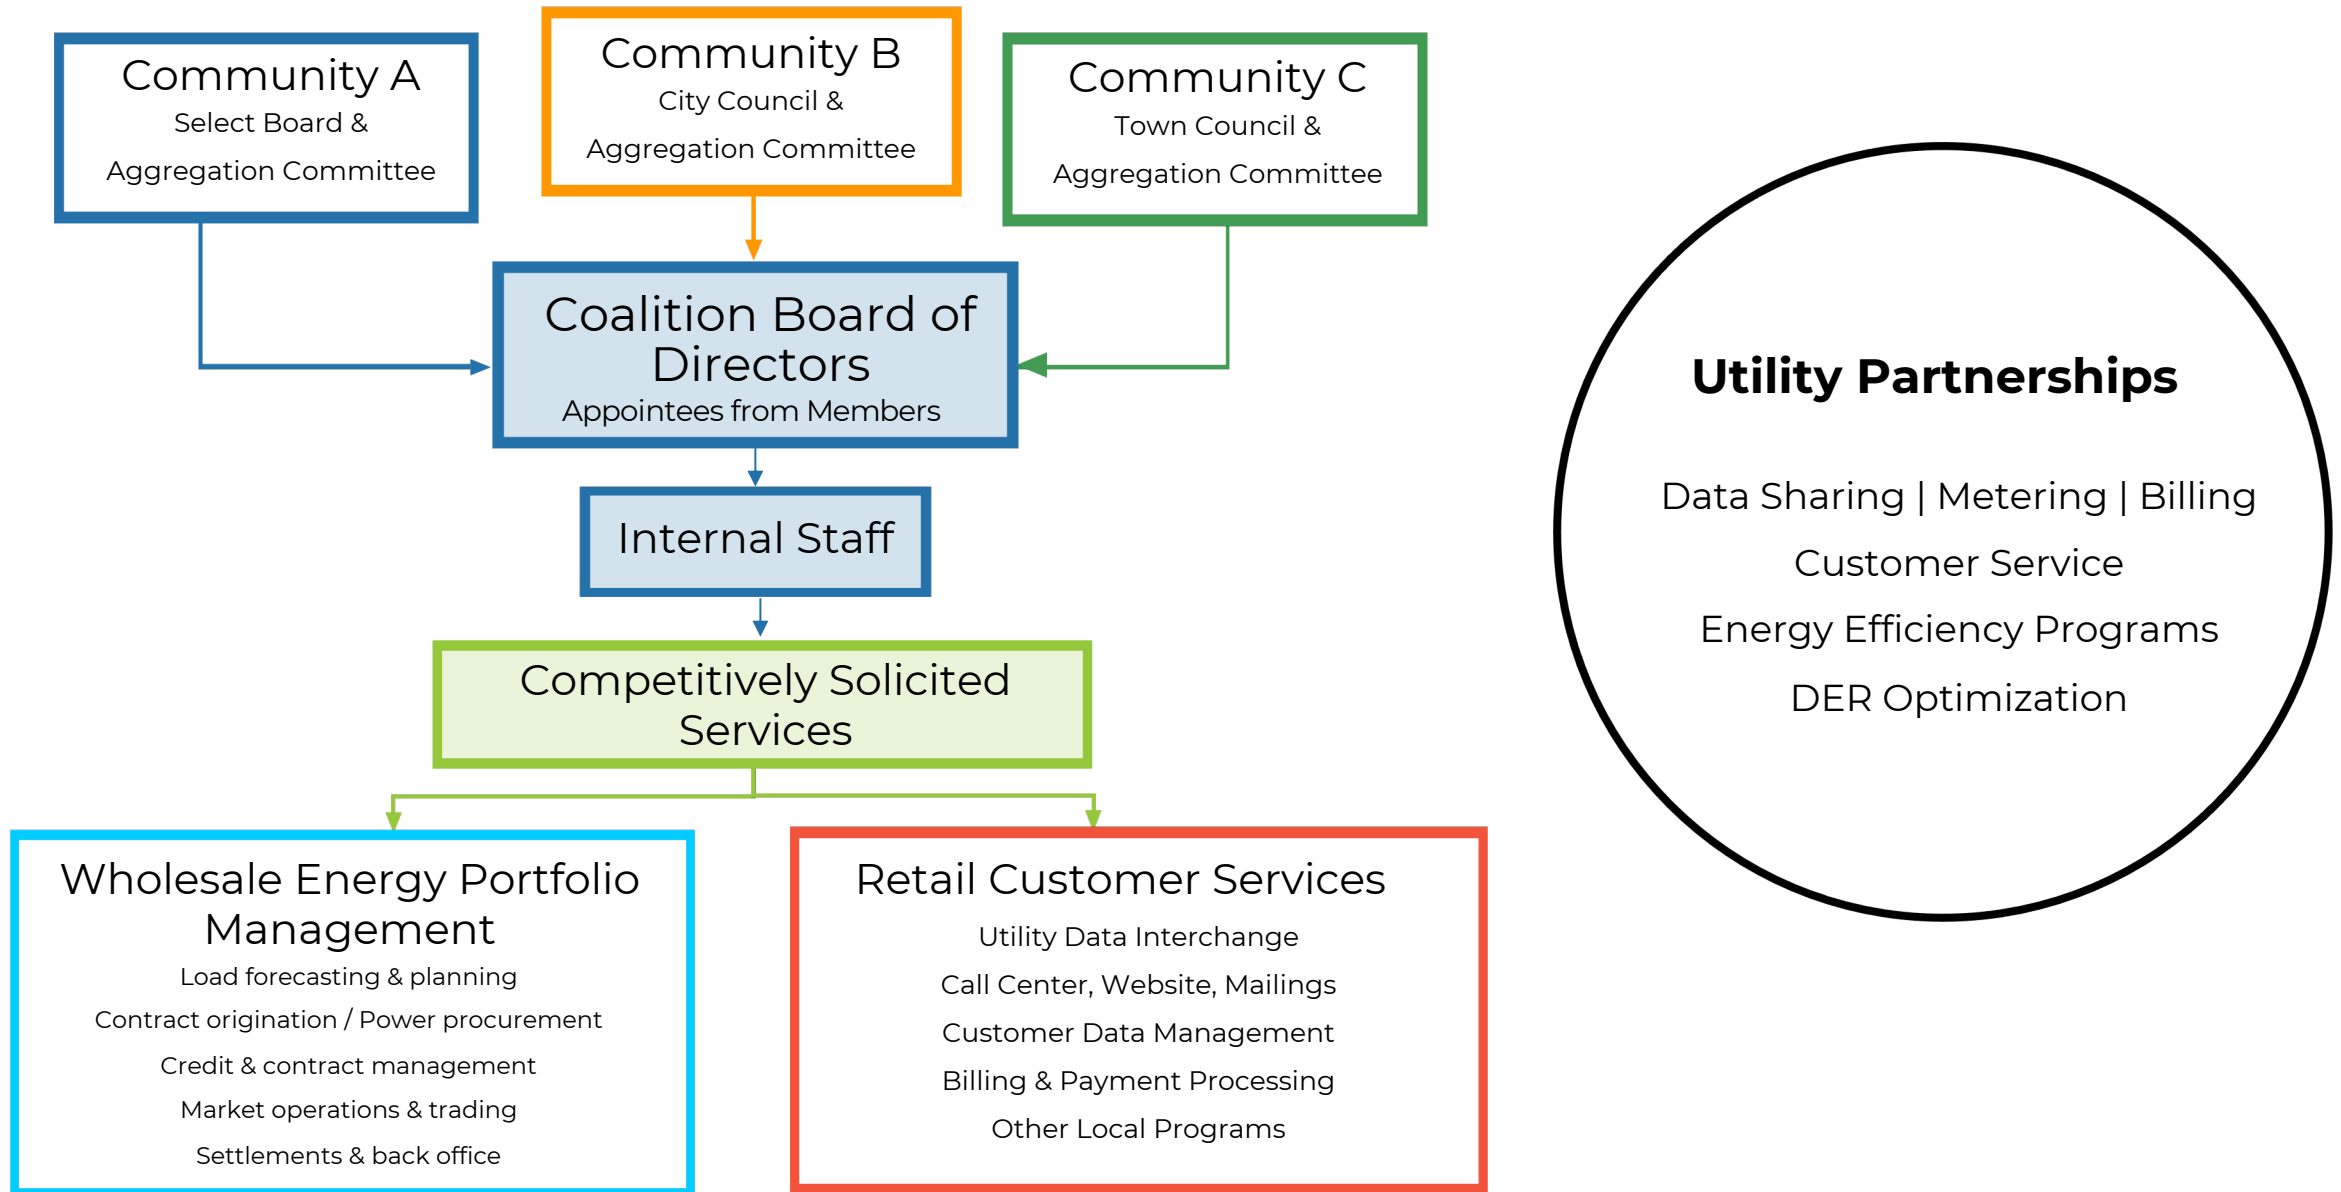 Community A
Select Board &
Aggregation Committee
Community B
City Council &
Aggregation Committee
Community C
Town Council &
Aggregation Committee
Coalition Board of
Directors
Appointees from Members
Internal Staff
Competitively Solicited
Services
Wholesale Energy Portfolio
Management
Load forecasting & planning
Contract origination / Power procurement
Credit & contract management
Market operations & trading
Settlements & back office
Retail Customer Services
Utility Data Interchange
Call Center, Website, Mailings
Customer Data Management
Billing & Payment Processing
Other Local Programs
Utility Partnerships
Data Sharing | Metering | Billing
Customer Service
Energy Efficiency Programs
DER Optimization